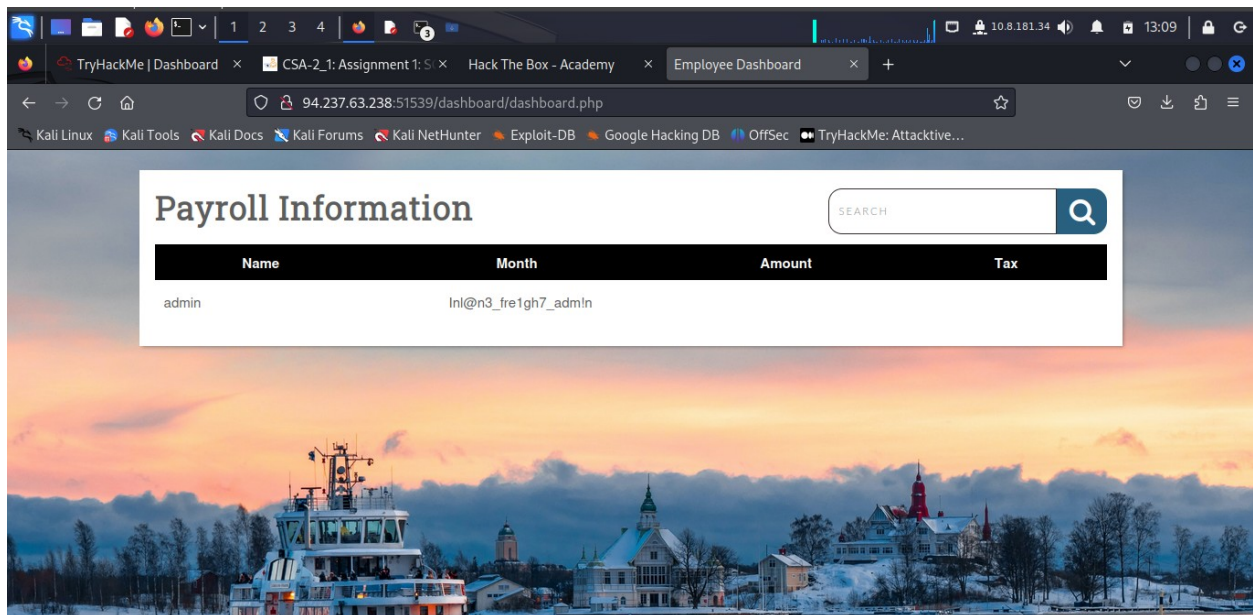 1 2 3 4 3 10.8.181.34 13:09
TryHackMe | Dashboard × CSA-2_1: Assignment 1: S × Hack The Box - Academy × Employee Dashboard × +
94.237.63.238:51539/dashboard/dashboard.php
Kali Linux Kali Tools Kali Docs Kali Forums Kali NetHunter Exploit-DB Google Hacking DB OffSec TryHackMe: Attacktive...
Payroll Information SEARCH
Name Month Amount Tax
admin Inl@n3_fre1gh7_adm!n